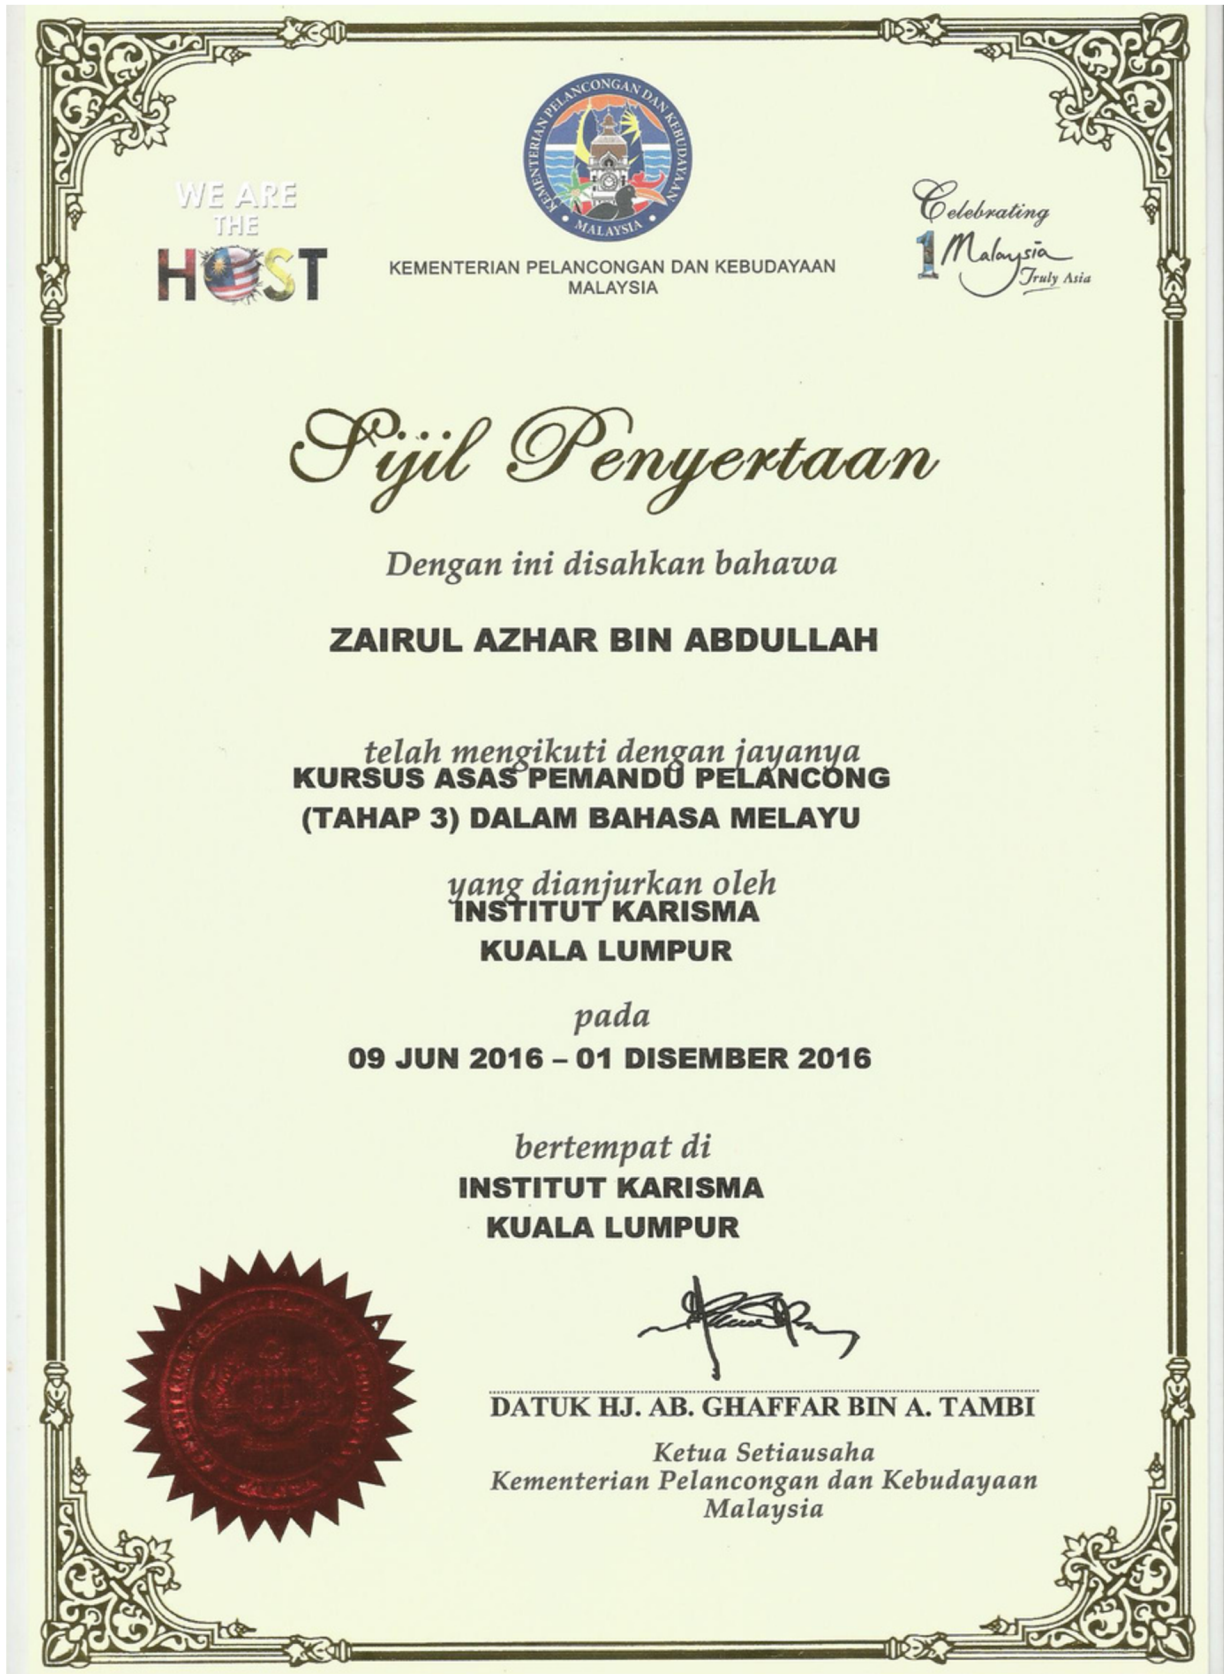 KEMENTERIAN PELANCONGAN DAN KEBUDAYAAN
MALAYSIA
WE ARE
THE
HOST
KEMENTERIAN PELANCONGAN DAN KEBUDAYAAN
MALAYSIA
Celebrating
1Malaysia
Truly Asia
Sijil Penyertaan
Dengan ini disahkan bahawa
ZAIRUL AZHAR BIN ABDULLAH
telah mengikuti dengan jayanya
KURSUS ASAS PEMANDU PELANCONG
(TAHAP 3) DALAM BAHASA MELAYU
yang dianjurkan oleh
INSTITUT KARISMA
KUALA LUMPUR
pada
09 JUN 2016 – 01 DISEMBER 2016
bertempat di
INSTITUT KARISMA
KUALA LUMPUR
DATUK HJ. AB. GHAFFAR BIN A. TAMBI
Ketua Setiausaha
Kementerian Pelancongan dan Kebudayaan
Malaysia